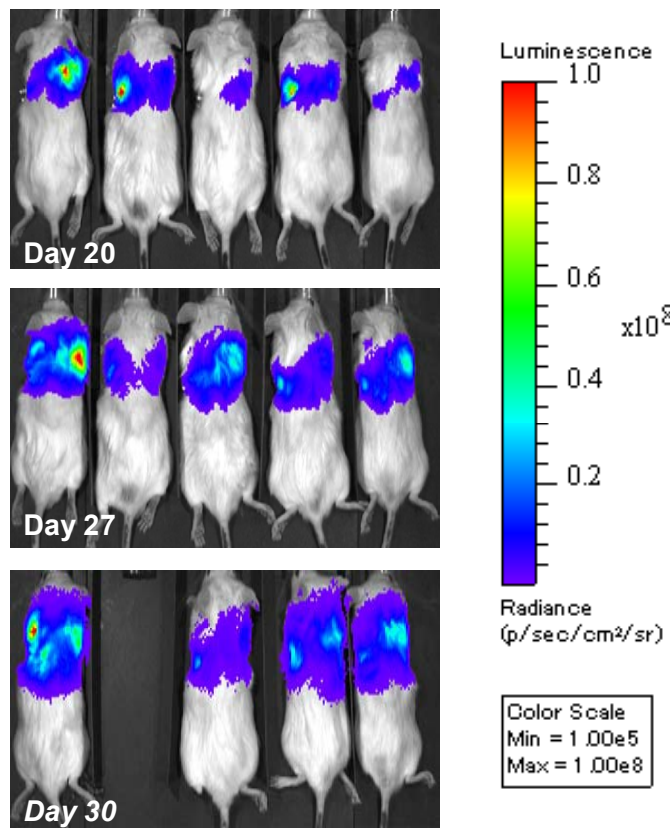 Day 20
Day 27
Day 30
Luminescence
1.0
0.8
0.6
x10⁸
0.4
0.2
Radiance
(p/sec/cm²/sr)
Color Scale
Min = 1.00e5
Max = 1.00e8